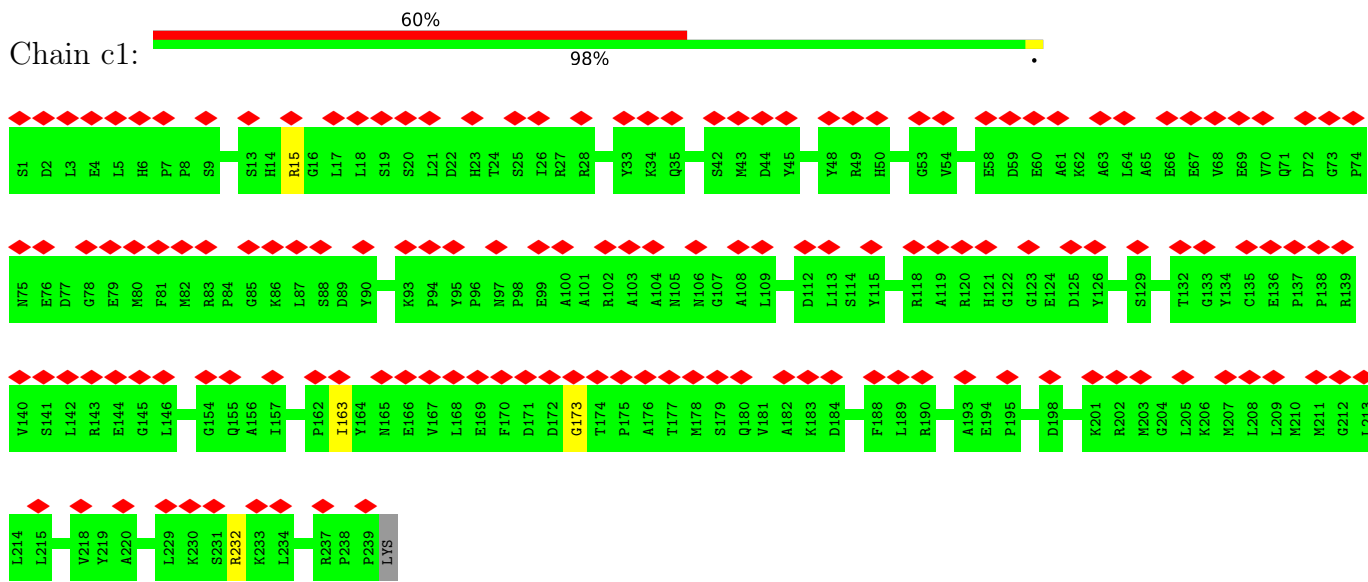 60%
Chain c1:
98% •
S1 D2 L3 E4 L5 H6 P7 P8 S9 S13 H14 R15 G16 L17 L18 S19 S20 L21 D22 H23 T24 S25 I26 R27 R28 Y33 K34 Q35 S42 M43 D44 Y45 Y48 R49 H50 G53 V54 E58 D59 E60 A61 K62 A63 L64 A65 E66 E67 V68 E69 V70 Q71 D72 G73 P74
N75 E76 D77 G78 E79 M80 F81 M82 R83 P84 G85 K86 L87 S88 D89 Y90 K93 P94 Y95 P96 N97 P98 E99 A100 A101 R102 A103 A104 N105 N106 G107 A108 L109 D112 L113 S114 Y115 R118 A119 R120 H121 G122 G123 E124 D125 Y126 S129 T132 G133 Y134 C135 E136 P137 P138 R139
V140 S141 L142 R143 E144 G145 L146 G154 Q155 A156 I157 P162 I163 Y164 N165 E166 V167 L168 E169 F170 D171 D172 G173 T174 P175 A176 T177 M178 S179 Q180 V181 A182 K183 D184 F188 L189 R190 A193 E194 P195 D198 K201 R202 M203 G204 L205 K206 M207 L208 L209 M210 M211 G212 L213
L214 L215 V218 Y219 A220 L229 K230 S231 R232 K233 L234 R237 P238 P239 LYS